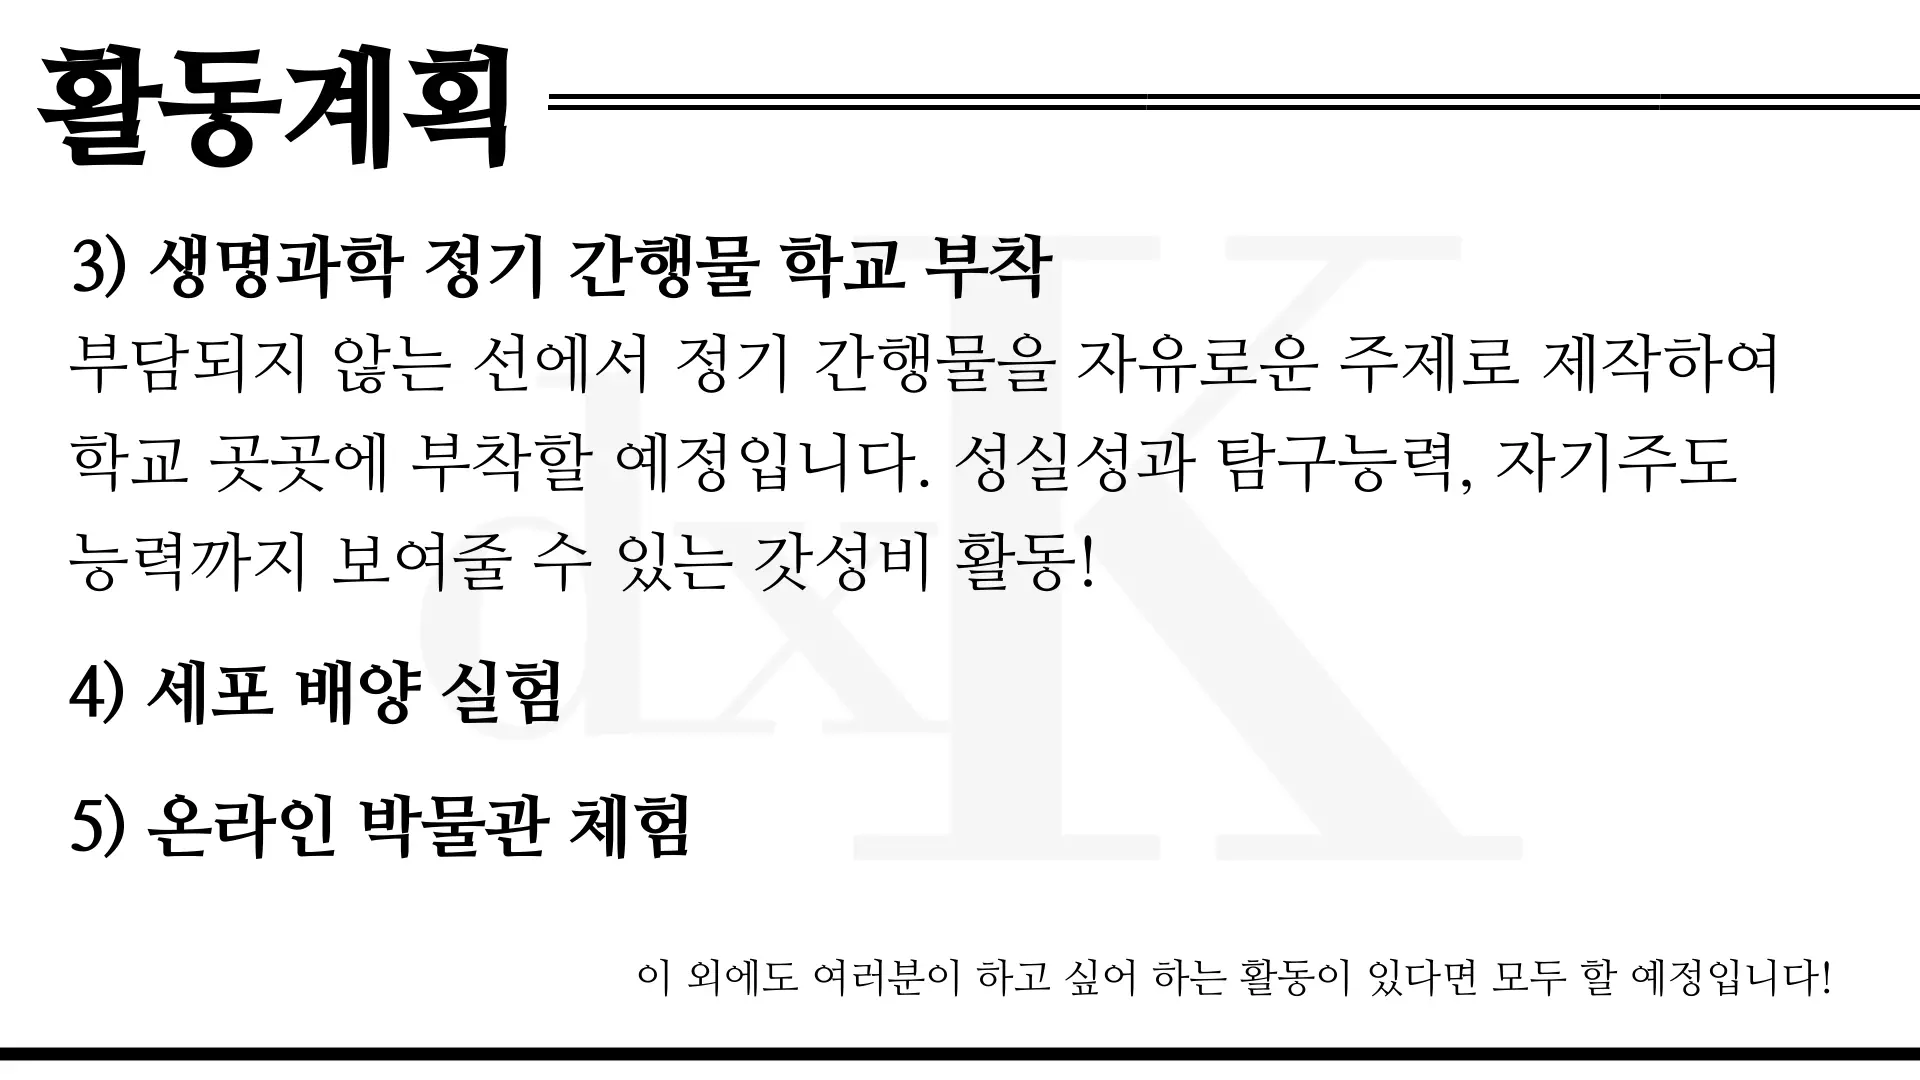 활동계획
3) 생명과학 정기 간행물 학교 부착
부담되지 않는 선에서 정기 간행물을 자유로운 주제로 제작하여
학교 곳곳에 부착할 예정입니다. 성실성과 탐구능력, 자기주도
능력까지 보여줄 수 있는 갓성비 활동!
4) 세포 배양 실험
5) 온라인 박물관 체험
이 외에도 여러분이 하고 싶어 하는 활동이 있다면 모두 할 예정입니다!
dxK